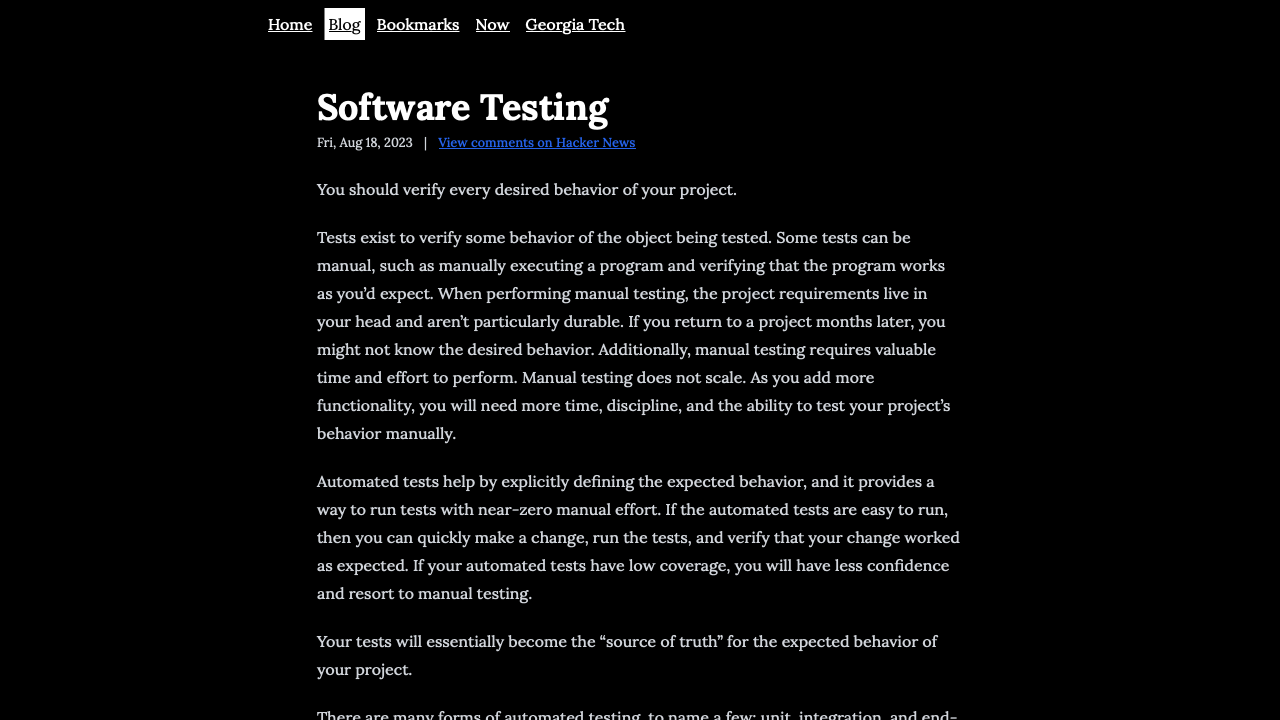 Home Blog Bookmarks Now Georgia Tech
Software Testing
Fri, Aug 18, 2023 | View comments on Hacker News
You should verify every desired behavior of your project.
Tests exist to verify some behavior of the object being tested. Some tests can be
manual, such as manually executing a program and verifying that the program works
as you’d expect. When performing manual testing, the project requirements live in
your head and aren’t particularly durable. If you return to a project months later, you
might not know the desired behavior. Additionally, manual testing requires valuable
time and effort to perform. Manual testing does not scale. As you add more
functionality, you will need more time, discipline, and the ability to test your project’s
behavior manually.
Automated tests help by explicitly defining the expected behavior, and it provides a
way to run tests with near-zero manual effort. If the automated tests are easy to run,
then you can quickly make a change, run the tests, and verify that your change worked
as expected. If your automated tests have low coverage, you will have less confidence
and resort to manual testing.
Your tests will essentially become the “source of truth” for the expected behavior of
your project.
There are many forms of automated testing, to name a few: unit, integration, and end-